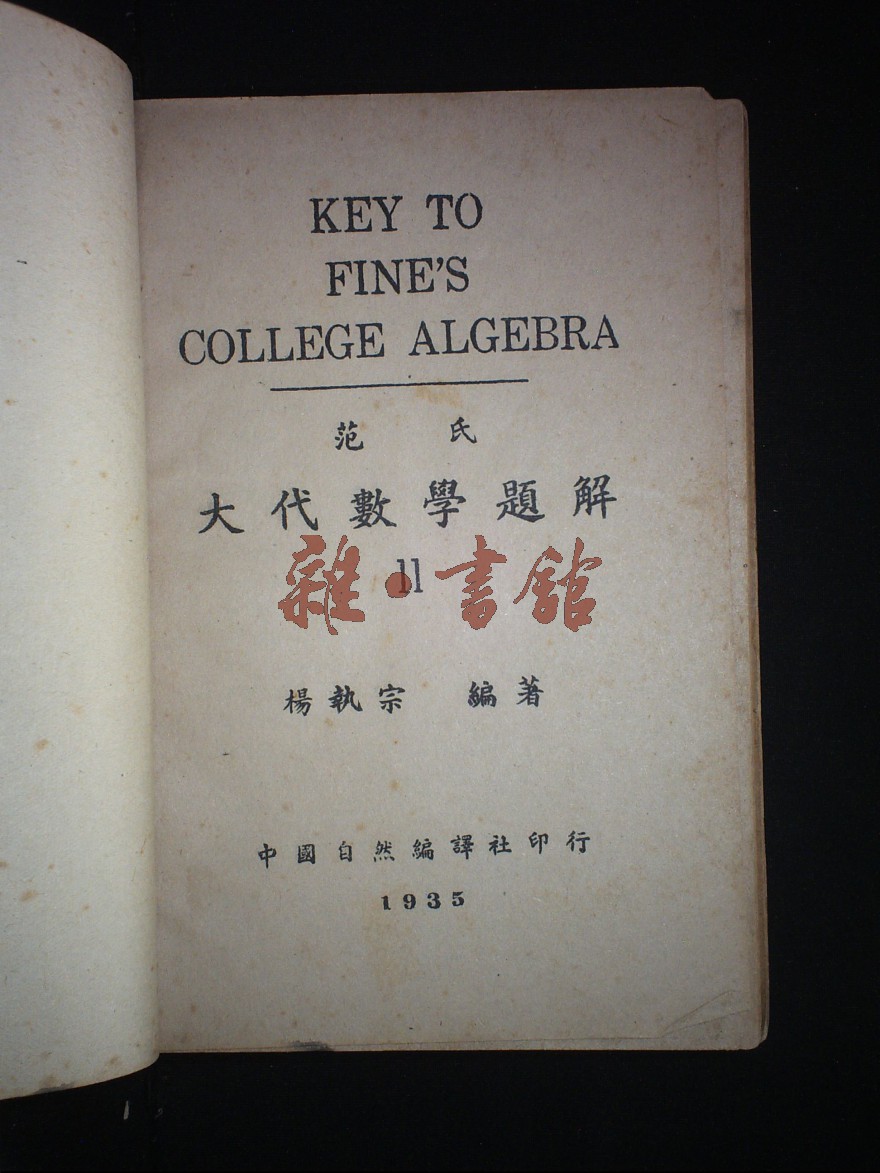 KEY TO
FINE'S
COLLEGE ALGEBRA
范 氏
大代數學題解
11
雜·書館
楊執宗 編著
中國自然編譯社印行
1935